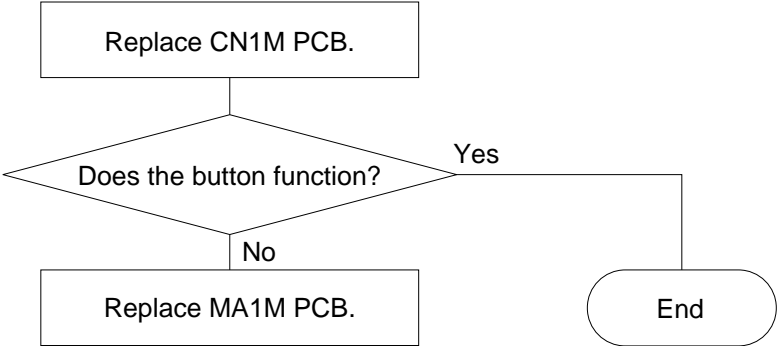 Replace CN1M PCB.
Does the button function?
Yes
No
Replace MA1M PCB.
End